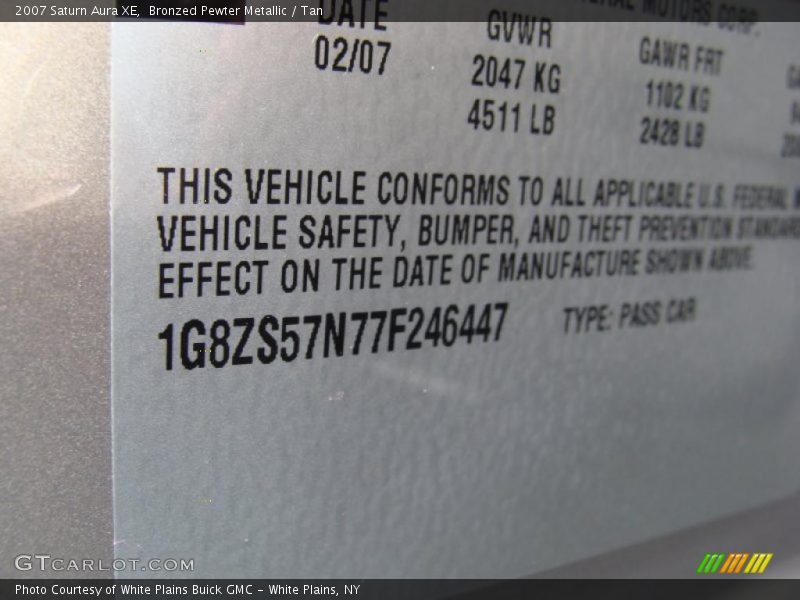 2007 Saturn Aura XE, Bronzed Pewter Metallic / Tan
MOTORS CORP.
DATE GVWR GAWR FRT
02/07 2047 KG 1102 KG
4511 LB 2428 LB
THIS VEHICLE CONFORMS TO ALL APPLICABLE U.S. FEDERAL
VEHICLE SAFETY, BUMPER, AND THEFT PREVENTION STANDARD
EFFECT ON THE DATE OF MANUFACTURE SHOWN ABOVE.
1G8ZS57N77F246447 TYPE: PASS CAR
GTCARLOT.COM
Photo Courtesy of White Plains Buick GMC - White Plains, NY